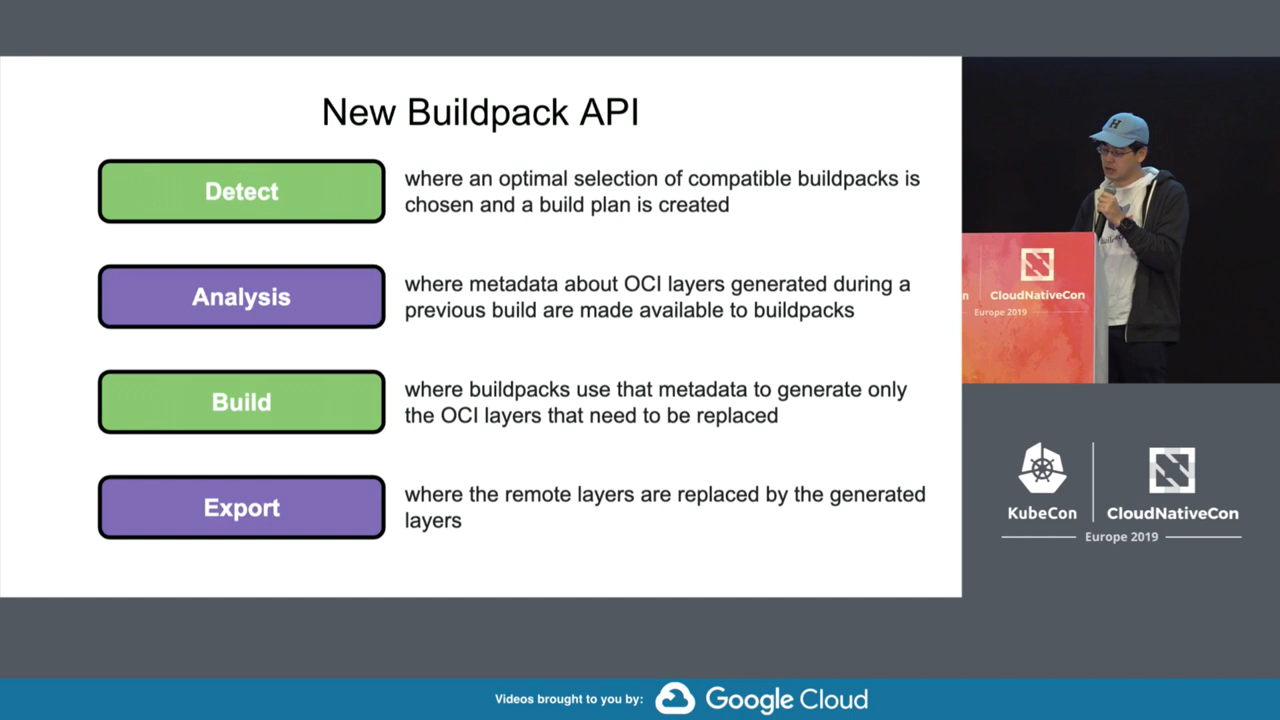 New Buildpack API
Detect
where an optimal selection of compatible buildpacks is
chosen and a build plan is created
Analysis
where metadata about OCI layers generated during a
previous build are made available to buildpacks
Build
where buildpacks use that metadata to generate only
the OCI layers that need to be replaced
Export
where the remote layers are replaced by the generated
layers
H
n
CloudNativeCon
Europe 2019
KubeCon
CloudNativeCon
Europe 2019
Videos brought to you by:
Google Cloud